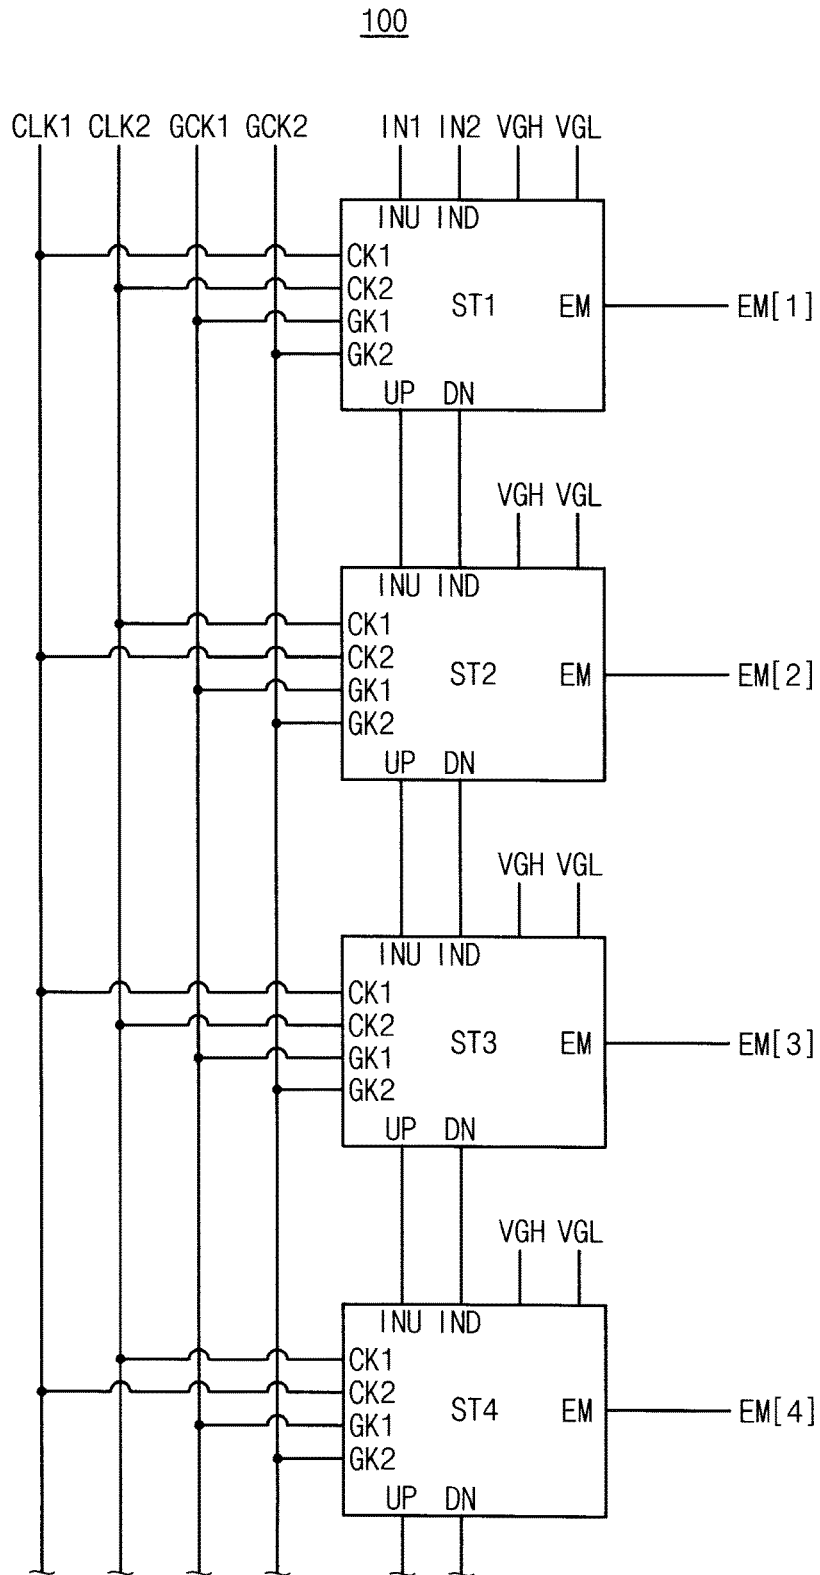 100
CLK1 CLK2 GCK1 GCK2 IN1 IN2 VGH VGL
INU IND
CK1
CK2
GK1
GK2
ST1
EM
EM[1]
UP DN
VGH VGL
INU IND
CK1
CK2
GK1
GK2
ST2
EM
EM[2]
UP DN
VGH VGL
INU IND
CK1
CK2
GK1
GK2
ST3
EM
EM[3]
UP DN
VGH VGL
INU IND
CK1
CK2
GK1
GK2
ST4
EM
EM[4]
UP DN